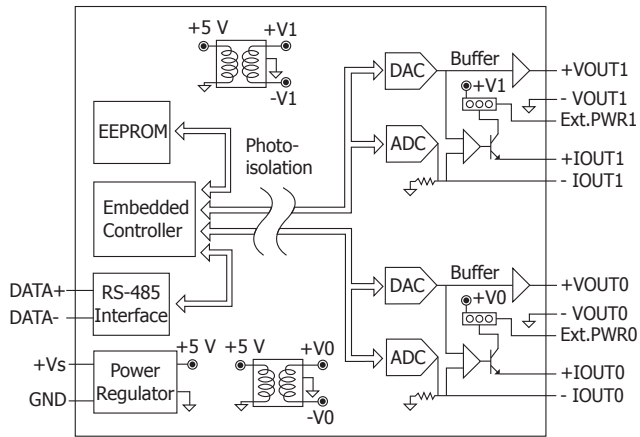 +5 V
+V1
-V1
EEPROM
Photo-
isolation
Embedded
Controller
DATA+
DATA-
RS-485
Interface
+Vs
GND
Power
Regulator
+5 V
+5 V
+V0
-V0
DAC
Buffer
+V1
ADC
+VOUT1
- VOUT1
Ext.PWR1
+IOUT1
- IOUT1
DAC
Buffer
+V0
ADC
+VOUT0
- VOUT0
Ext.PWR0
+IOUT0
- IOUT0